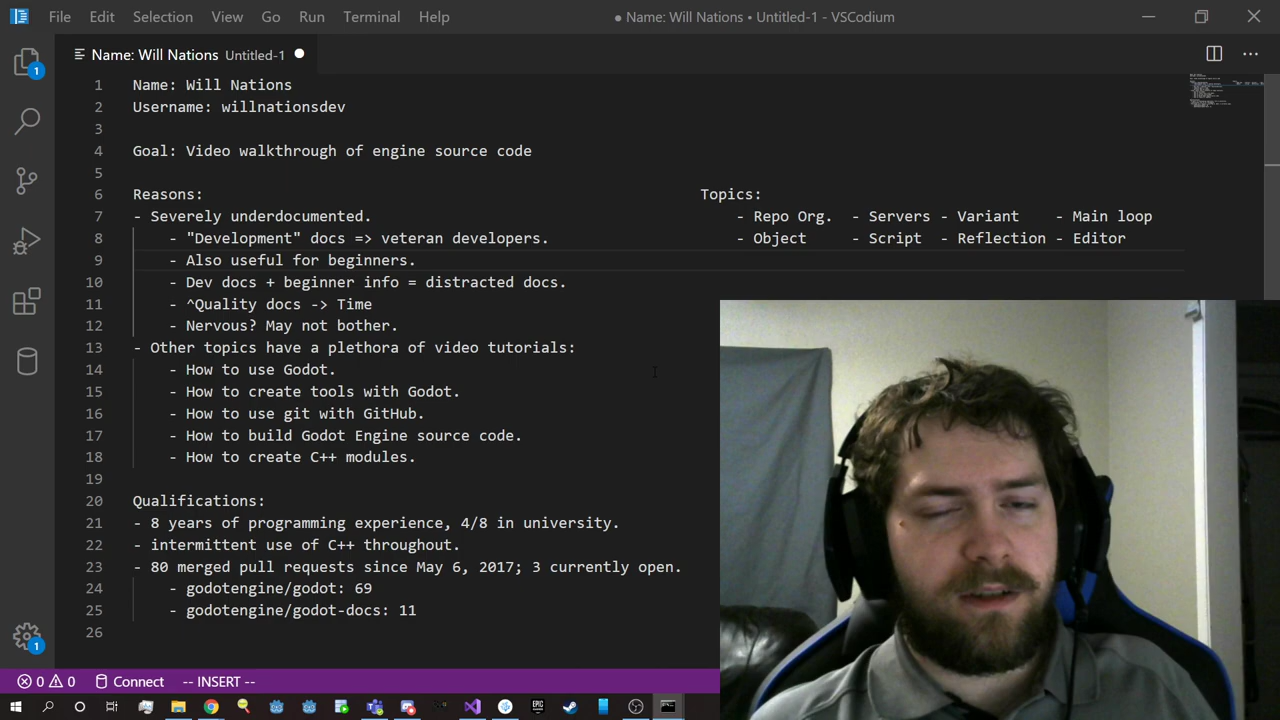 File Edit Selection View Go Run Terminal Help
● Name: Will Nations • Untitled-1 - VSCodium
1
Name: Will Nations Untitled-1
1 Name: Will Nations
2 Username: willnationsdev
3
4 Goal: Video walkthrough of engine source code
5
6 Reasons: Topics:
7 - Severely underdocumented. - Repo Org. - Servers - Variant - Main loop
8 - "Development" docs => veteran developers. - Object - Script - Reflection - Editor
9 - Also useful for beginners.
10 - Dev docs + beginner info = distracted docs.
11 - ^Quality docs -> Time
12 - Nervous? May not bother.
13 - Other topics have a plethora of video tutorials:
14 - How to use Godot.
15 - How to create tools with Godot.
16 - How to use git with GitHub.
17 - How to build Godot Engine source code.
18 - How to create C++ modules.
19
20 Qualifications:
21 - 8 years of programming experience, 4/8 in university.
22 - intermittent use of C++ throughout.
23 - 80 merged pull requests since May 6, 2017; 3 currently open.
24 - godotengine/godot: 69
25 - godotengine/godot-docs: 11
26
1
0 0 Connect -- INSERT --
EPIC